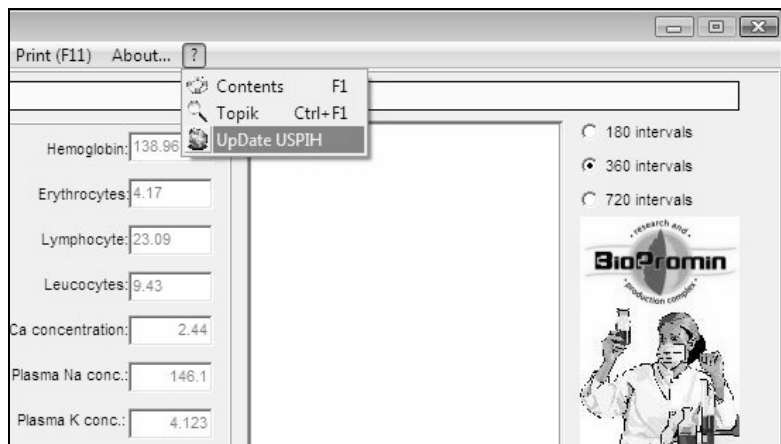 Print (F11) About... ?
Contents F1
Topik Ctrl+F1
UpDate USPIH
Hemoglobin: 138.96
Erythrocytes: 4.17
Lymphocyte: 23.09
Leucocytes: 9.43
Ca concentration: 2.44
Plasma Na conc.: 146.1
Plasma K conc.: 4.123
180 intervals
360 intervals
720 intervals
research and
BioPromin
production complex